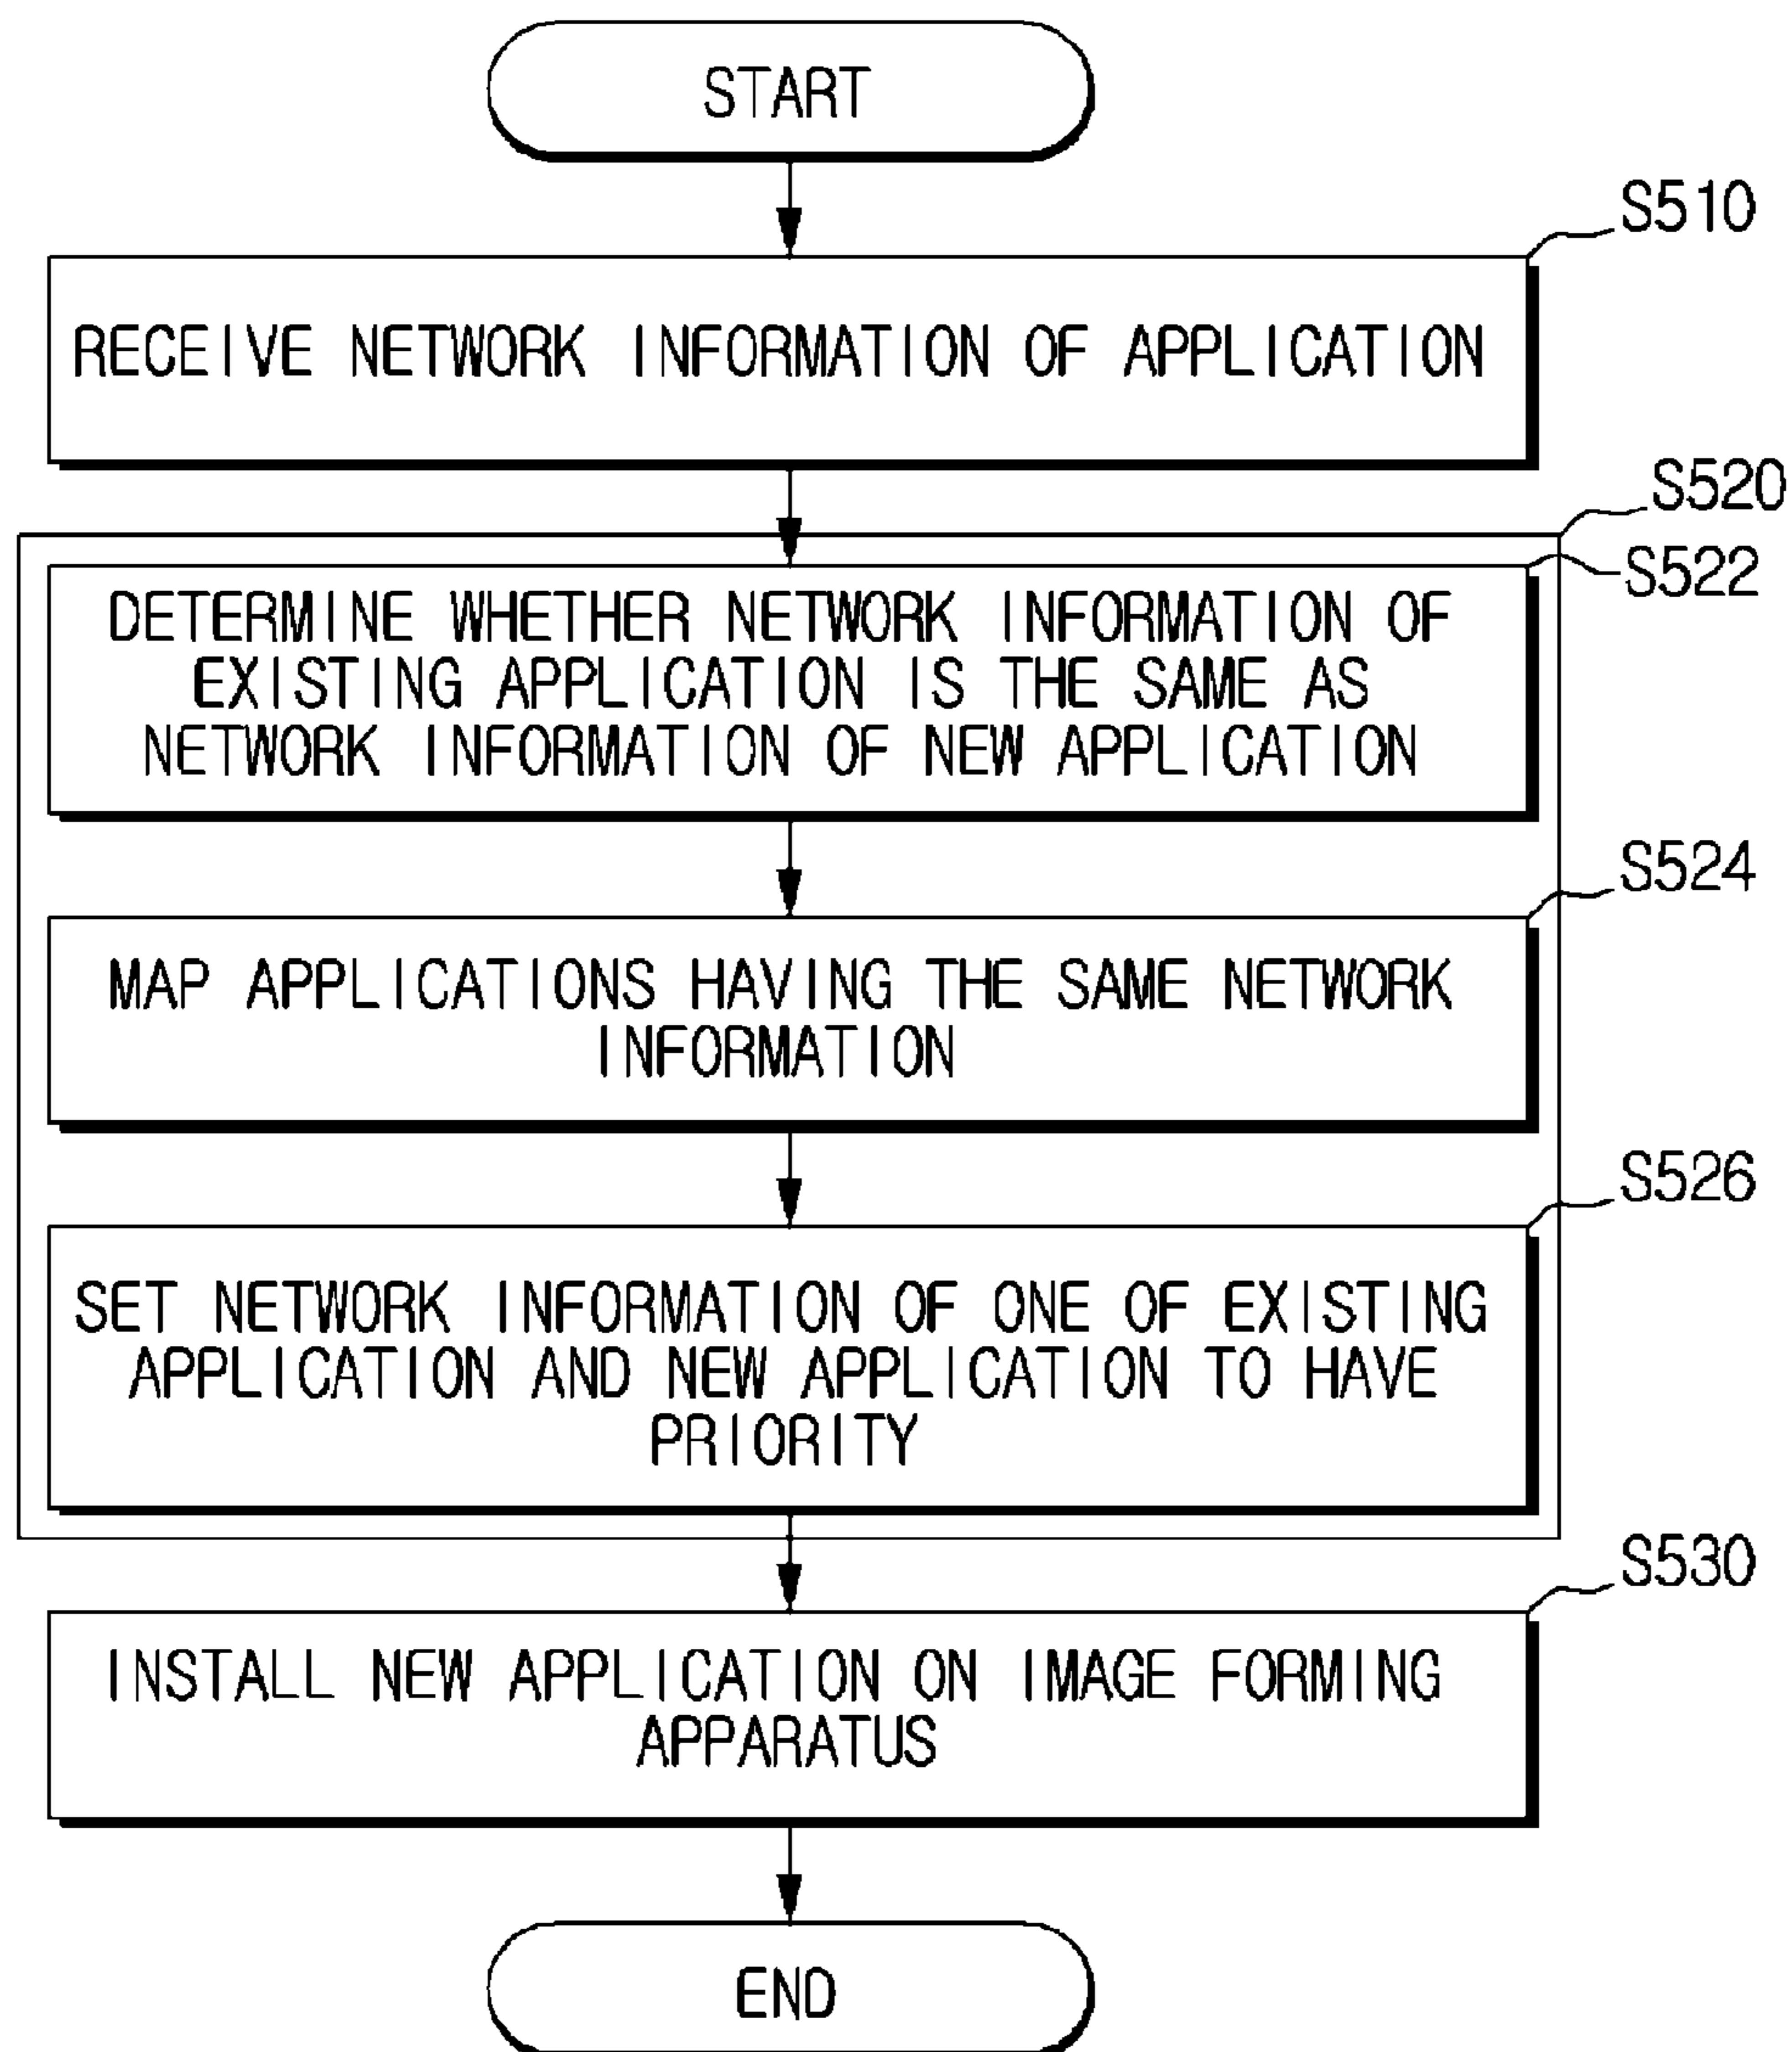 START
S510
RECEIVE NETWORK INFORMATION OF APPLICATION
S520
S522
DETERMINE WHETHER NETWORK INFORMATION OF
EXISTING APPLICATION IS THE SAME AS
NETWORK INFORMATION OF NEW APPLICATION
S524
MAP APPLICATIONS HAVING THE SAME NETWORK
INFORMATION
S526
SET NETWORK INFORMATION OF ONE OF EXISTING
APPLICATION AND NEW APPLICATION TO HAVE
PRIORITY
S530
INSTALL NEW APPLICATION ON IMAGE FORMING
APPARATUS
END